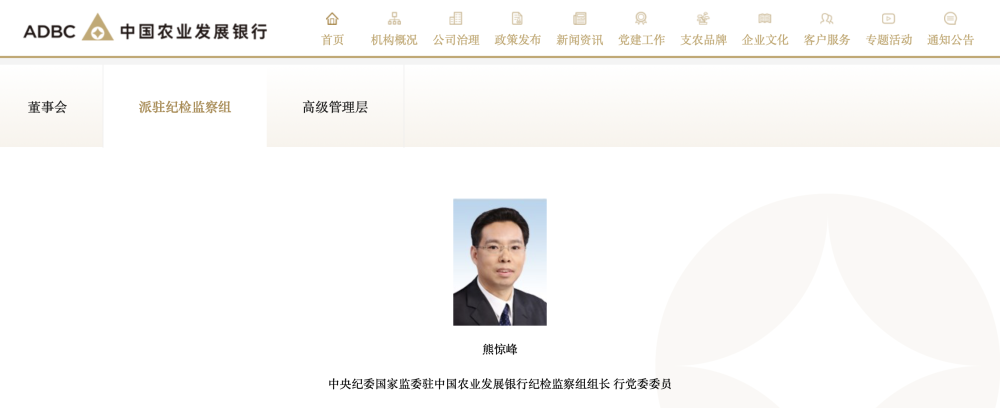 ADBC 中国农业发展银行
首页 机构概况 公司治理 政策发布 新闻资讯 党建工作 支农品牌 企业文化 客户服务 专题活动 通知公告
董事会 派驻纪检监察组 高级管理层
熊惊峰
中央纪委国家监委驻中国农业发展银行纪检监察组组长 行党委委员